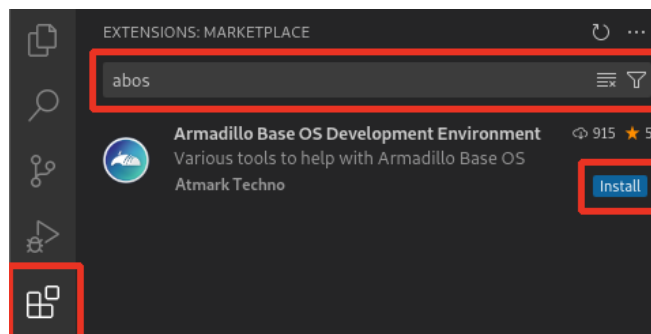 EXTENSIONS: MARKETPLACE
abos
Armadillo Base OS Development Environment 915 ★ 5
Various tools to help with Armadillo Base OS
Atmark Techno Install